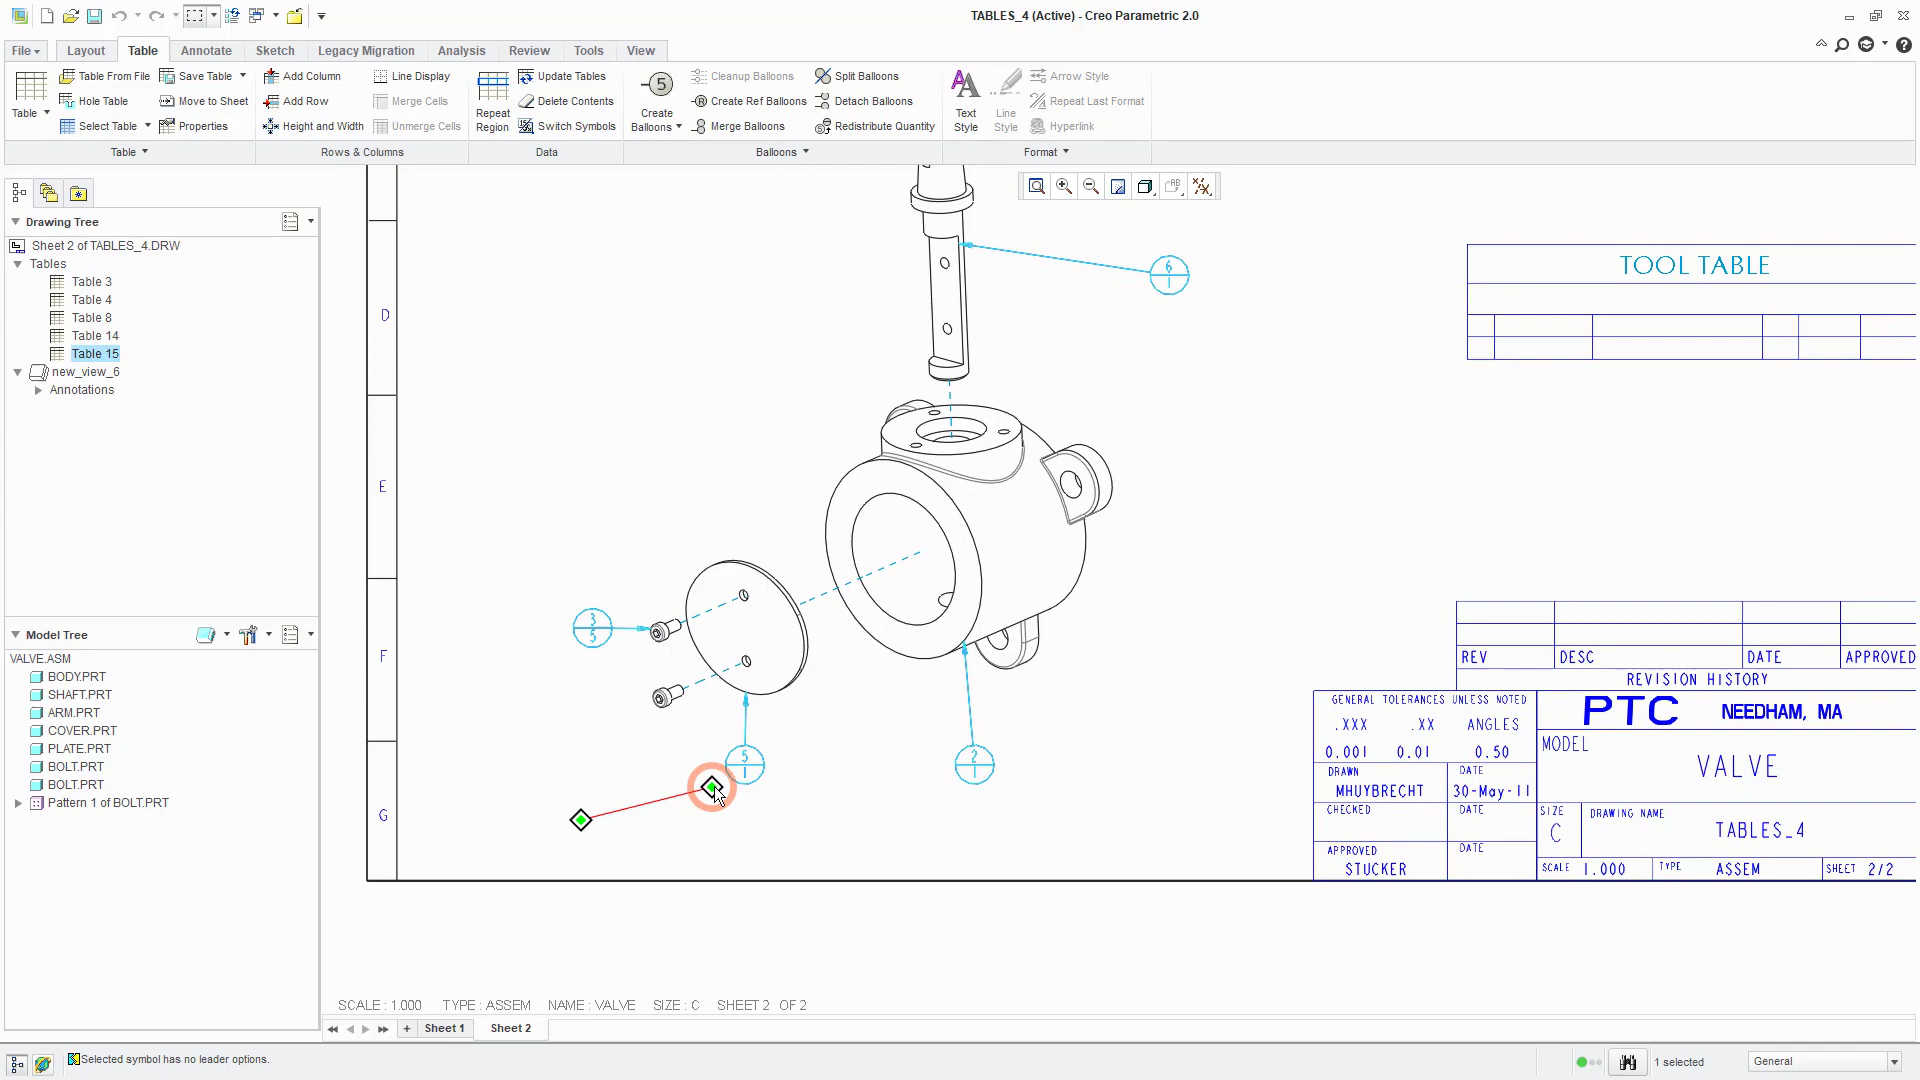 TABLES_4 (Active) - Creo Parametric 2.0
File Layout Table Annotate Sketch Legacy Migration Analysis Review Tools View
Table From File Save Table Add Column Line Display Update Tables Cleanup Balloons Split Balloons Arrow Style
Hole Table Move to Sheet Add Row Merge Cells Delete Contents Create Ref Balloons Detach Balloons Repeat Last Format
Table Select Table Properties Height and Width Unmerge Cells Repeat Region Switch Symbols Create Balloons Merge Balloons Redistribute Quantity Text Style Line Style Hyperlink
5
Table Rows & Columns Data Balloons Format
Drawing Tree
Sheet 2 of TABLES_4.DRW
Tables
Table 3
Table 4
Table 8
Table 14
Table 15
new_view_6
Annotations
Model Tree
VALVE.ASM
BODY.PRT
SHAFT.PRT
ARM.PRT
COVER.PRT
PLATE.PRT
BOLT.PRT
BOLT.PRT
Pattern 1 of BOLT.PRT
D
E
F
G
6
1
3
5
5
1
2
1
TOOL TABLE
REV DESC DATE APPROVED
REVISION HISTORY
GENERAL TOLERANCES UNLESS NOTED
.XXX .XX ANGLES
0.001 0.01 0.50
PTC NEEDHAM, MA
MODEL
VALVE
DRAWN DATE
MHUYBRECHT 30-May-11
CHECKED DATE
SIZE DRAWING NAME
C TABLES_4
APPROVED DATE
STUCKER
SCALE 1.000 TYPE ASSEM SHEET 2/2
SCALE : 1.000 TYPE : ASSEM NAME : VALVE SIZE : C SHEET 2 OF 2
Sheet 1 Sheet 2
Selected symbol has no leader options.
1 selected
General